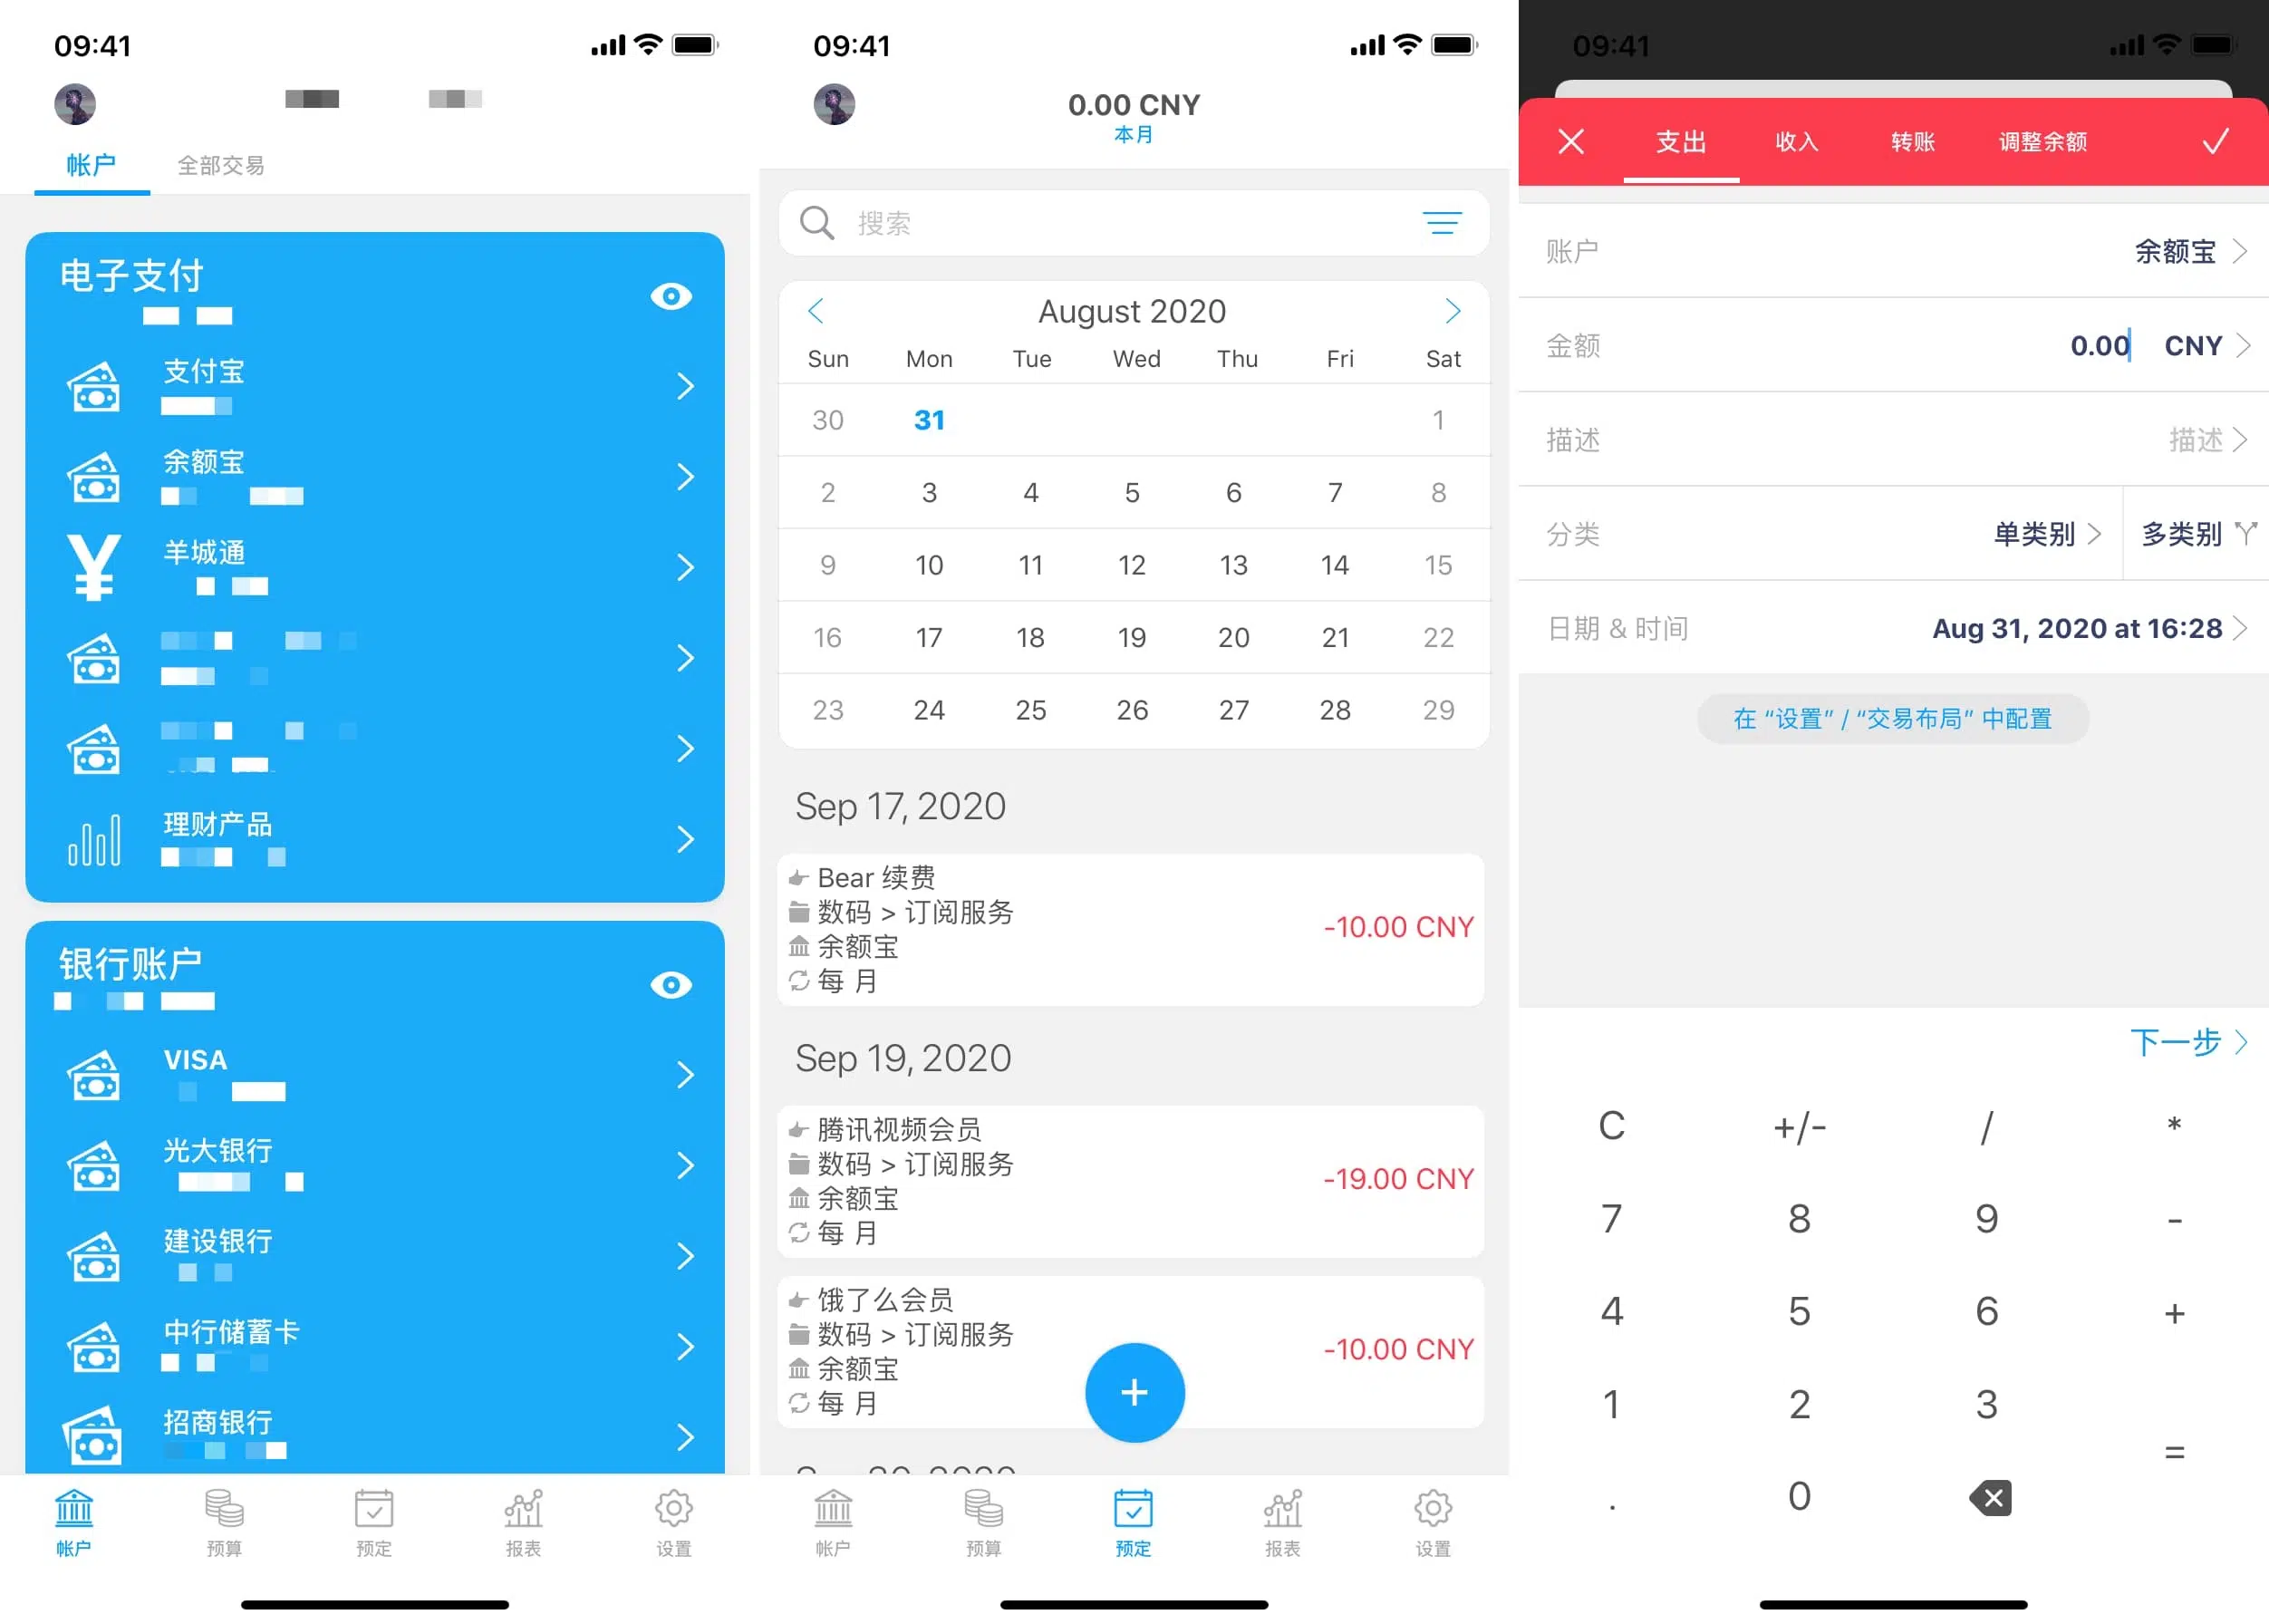 09:41
帐户
全部交易
电子支付
支付宝
余额宝
羊城通
理财产品
银行账户
VISA
光大银行
建设银行
中行储蓄卡
招商银行
帐户
预算
预定
报表
设置
09:41
0.00 CNY
本月
搜索
August 2020
Sun Mon Tue Wed Thu Fri Sat
30 31 1
2 3 4 5 6 7 8
9 10 11 12 13 14 15
16 17 18 19 20 21 22
23 24 25 26 27 28 29
Sep 17, 2020
Bear 续费
数码 > 订阅服务
余额宝
每 月
-10.00 CNY
Sep 19, 2020
腾讯视频会员
数码 > 订阅服务
余额宝
每 月
-19.00 CNY
饿了么会员
数码 > 订阅服务
余额宝
每 月
-10.00 CNY
+
帐户
预算
预定
报表
设置
09:41
支出
收入
转账
调整余额
账户
余额宝
金额
0.00 CNY
描述
描述
分类
单类别
多类别
日期 & 时间
Aug 31, 2020 at 16:28
在 “设置” / “交易布局” 中配置
下一步
C +/- / *
7 8 9 -
4 5 6 +
1 2 3
=
. 0